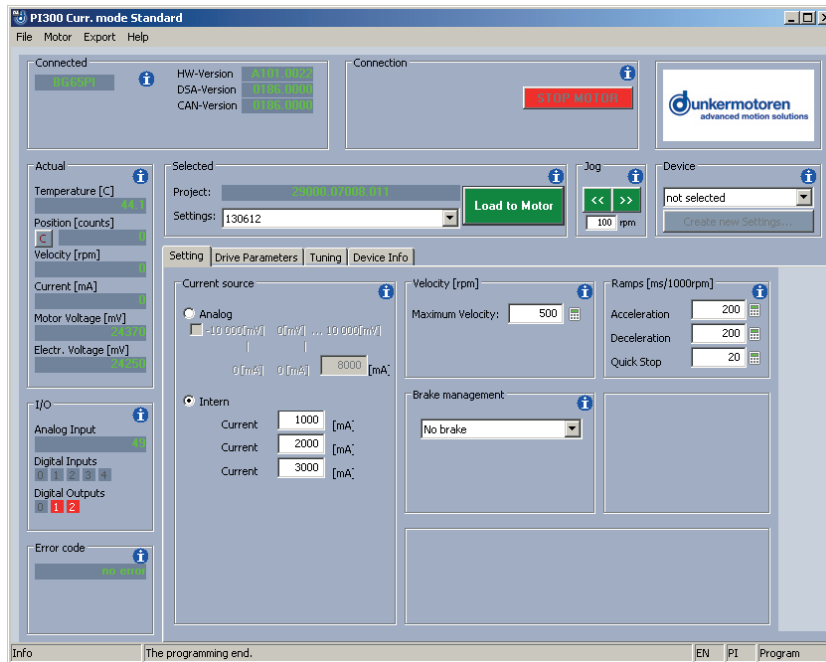 PI300 Curr. mode Standard
File Motor Export Help
Connected
BG65PI
HW-Version A101.0022
DSA-Version 0186.0000
CAN-Version 0186.0000
Connection
STOP MOTOR
dunkermotoren
advanced motion solutions
Actual
Temperature [C]
44,1
Position [counts]
C 0
Velocity [rpm]
0
Current [mA]
0
Motor Voltage [mV]
24370
Electr. Voltage [mV]
24250
Selected
Project: 29000.07008.011
Settings: 130612
Load to Motor
Jog
<< >>
100 rpm
Device
not selected
Create new Settings...
Setting Drive Parameters Tuning Device Info
Current source
Analog
-10 000[mV] 0[mV] ... 10 000[mV]
0[mA] 0[mA] 8000 [mA]
Intern
Current 1000 [mA]
Current 2000 [mA]
Current 3000 [mA]
Velocity [rpm]
Maximum Velocity: 500
Ramps [ms/1000rpm]
Acceleration 200
Deceleration 200
Quick Stop 20
Brake management
No brake
I/O
Analog Input
49
Digital Inputs
0 1 2 3 4
Digital Outputs
0 1 2
Error code
no error
Info The programming end. EN PI Program